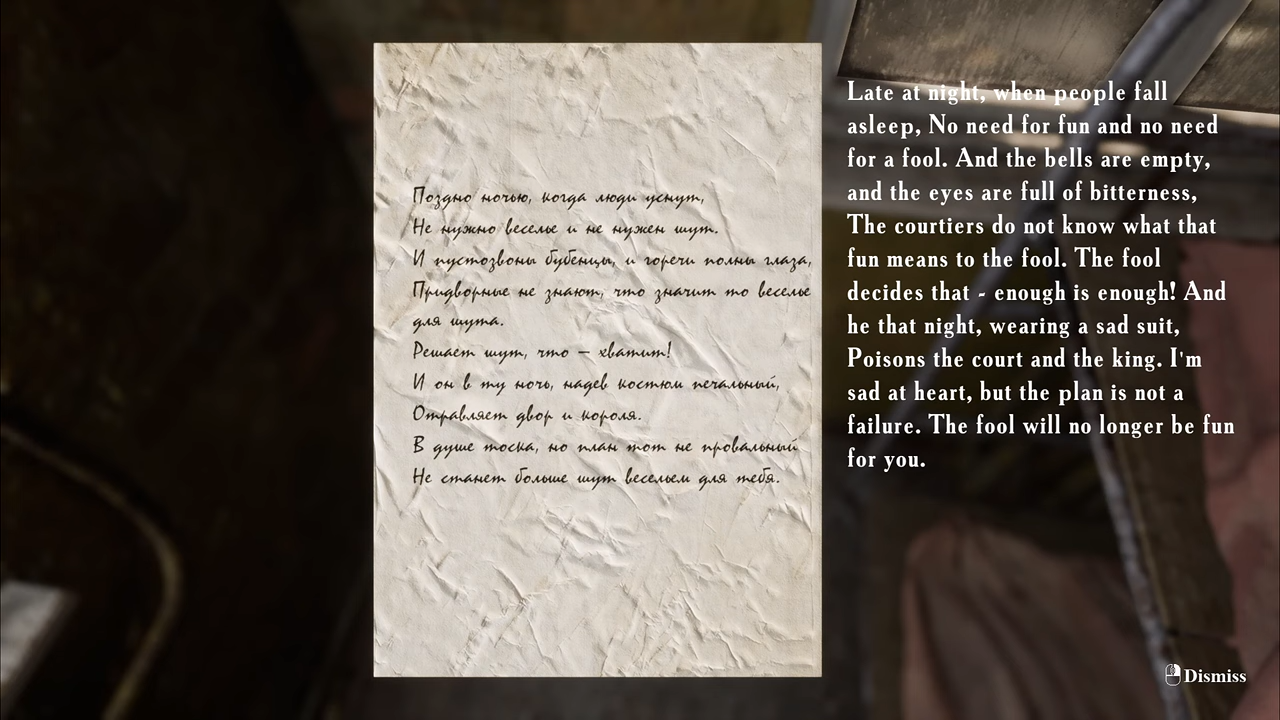 Поздно ночью, когда люди уснут,
Не нужно веселье и не нужен шут.
И пустозвоны бубенцы, и горечи полны глаза,
Придворные не знают, что значит то веселье
для шута.
Решает шут, что — хватит!
И он в ту ночь, надев костюм печальный,
Отравляет двор и короля.
В душе тоска, но план тот не провальный
Не станет больше шут весельем для тебя.
Late at night, when people fall
asleep, No need for fun and no need
for a fool. And the bells are empty,
and the eyes are full of bitterness,
The courtiers do not know what that
fun means to the fool. The fool
decides that - enough is enough! And
he that night, wearing a sad suit,
Poisons the court and the king. I'm
sad at heart, but the plan is not a
failure. The fool will no longer be fun
for you.
Dismiss